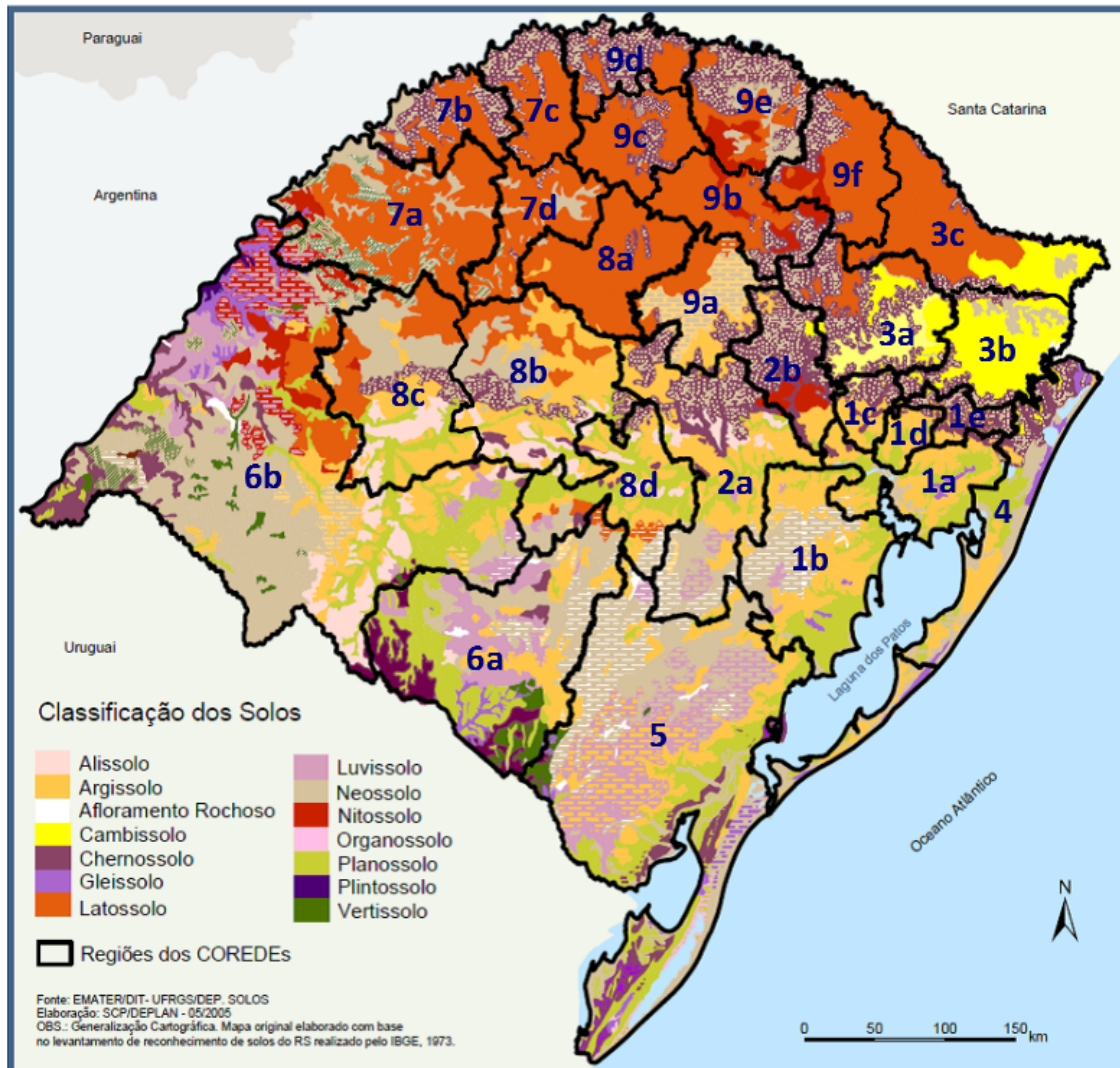 Paraguai
Santa Catarina
Argentina
9d
9e
7b
7c
9c
9f
9b
7a
7d
3c
8a
9a
3a
3b
2b
8b
8c
1c
1d
1e
6b
8d
2a
1a
4
1b
Uruguai
6a
Laguna dos Patos
5
Oceano Atlântico
Classificação dos Solos
Alissolo
Argissolo
Afloramento Rochoso
Cambissolo
Chernossolo
Gleissolo
Latossolo
Luvissolo
Neossolo
Nitossolo
Organossolo
Planossolo
Plintossolo
Vertissolo
Regiões dos COREDEs
N
Fonte: EMATER/DIT- UFRGS/DEP. SOLOS
Elaboração: SCP/DEPLAN - 05/2005
OBS.: Generalização Cartográfica. Mapa original elaborado com base
no levantamento de reconhecimento de solos do RS realizado pelo IBGE, 1973.
0 50 100 150 km